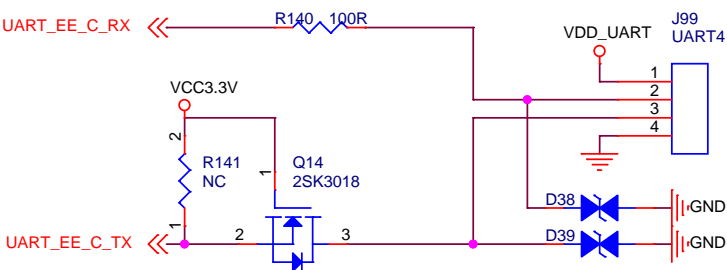 UART_EE_C_RX
R140 100R
VDD_UART
J99
UART4
VCC3.3V
1
2
3
4
2
R141
NC
1
1
Q14
2SK3018
UART_EE_C_TX
2
3
D38
GND
D39
GND